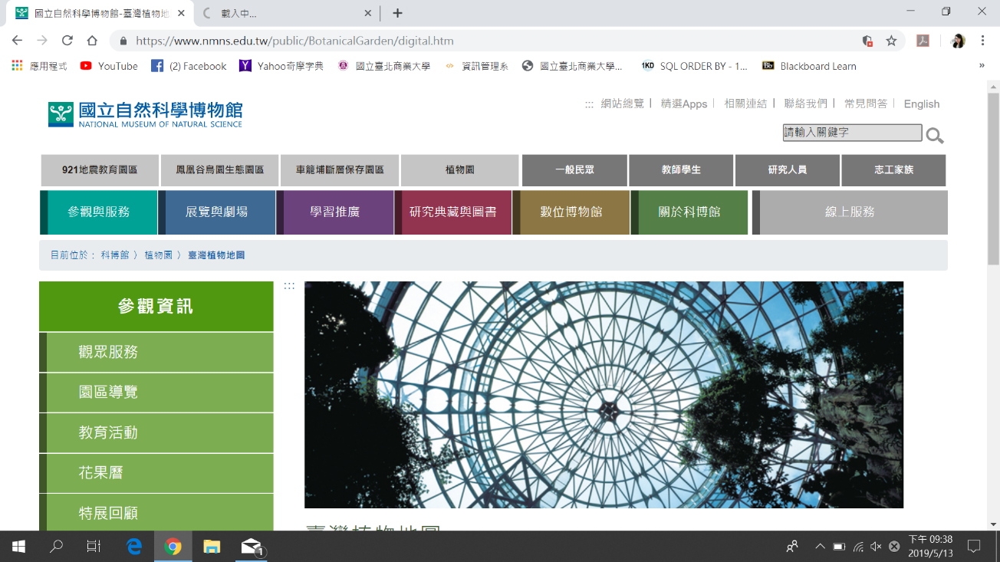 國立自然科學博物館-臺灣植物地
載入中...
https://www.nmns.edu.tw/public/BotanicalGarden/digital.htm
應用程式 YouTube (2) Facebook Yahoo奇摩字典 國立臺北商業大學 資訊管理系 國立臺北商業大學... 1KD SQL ORDER BY - 1... Bb Blackboard Learn »
國立自然科學博物館
NATIONAL MUSEUM OF NATURAL SCIENCE
::: 網站總覽 | 精選Apps | 相關連結 | 聯絡我們 | 常見問答 | English
請輸入關鍵字
921地震教育園區 鳳凰谷鳥園生態園區 車籠埔斷層保存園區 植物園 一般民眾 教師學生 研究人員 志工家族
參觀與服務 展覽與劇場 學習推廣 研究典藏與圖書 數位博物館 關於科博館 線上服務
目前位於: 科博館 〉 植物園 〉 臺灣植物地圖
:::
參觀資訊
觀眾服務
園區導覽
教育活動
花果曆
特展回顧
臺灣植物地圖
1
下午 09:38
2019/5/13